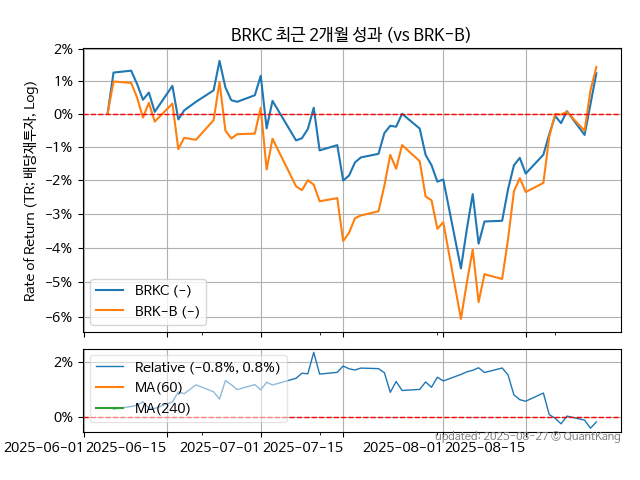 BRKC 최근 2개월 성과 (vs BRK-B)
Rate of Return (TR: 배당재투자, Log)
2%
1%
0%
-1%
-2%
-3%
-4%
-5%
-6%
BRKC (-)
BRK-B (-)
2%
0%
Relative (-0.8%, 0.8%)
MA(60)
MA(240)
updated: 2025-08-27 © QuantKang
2025-06-01 2025-06-15 2025-07-01 2025-07-15 2025-08-01 2025-08-15